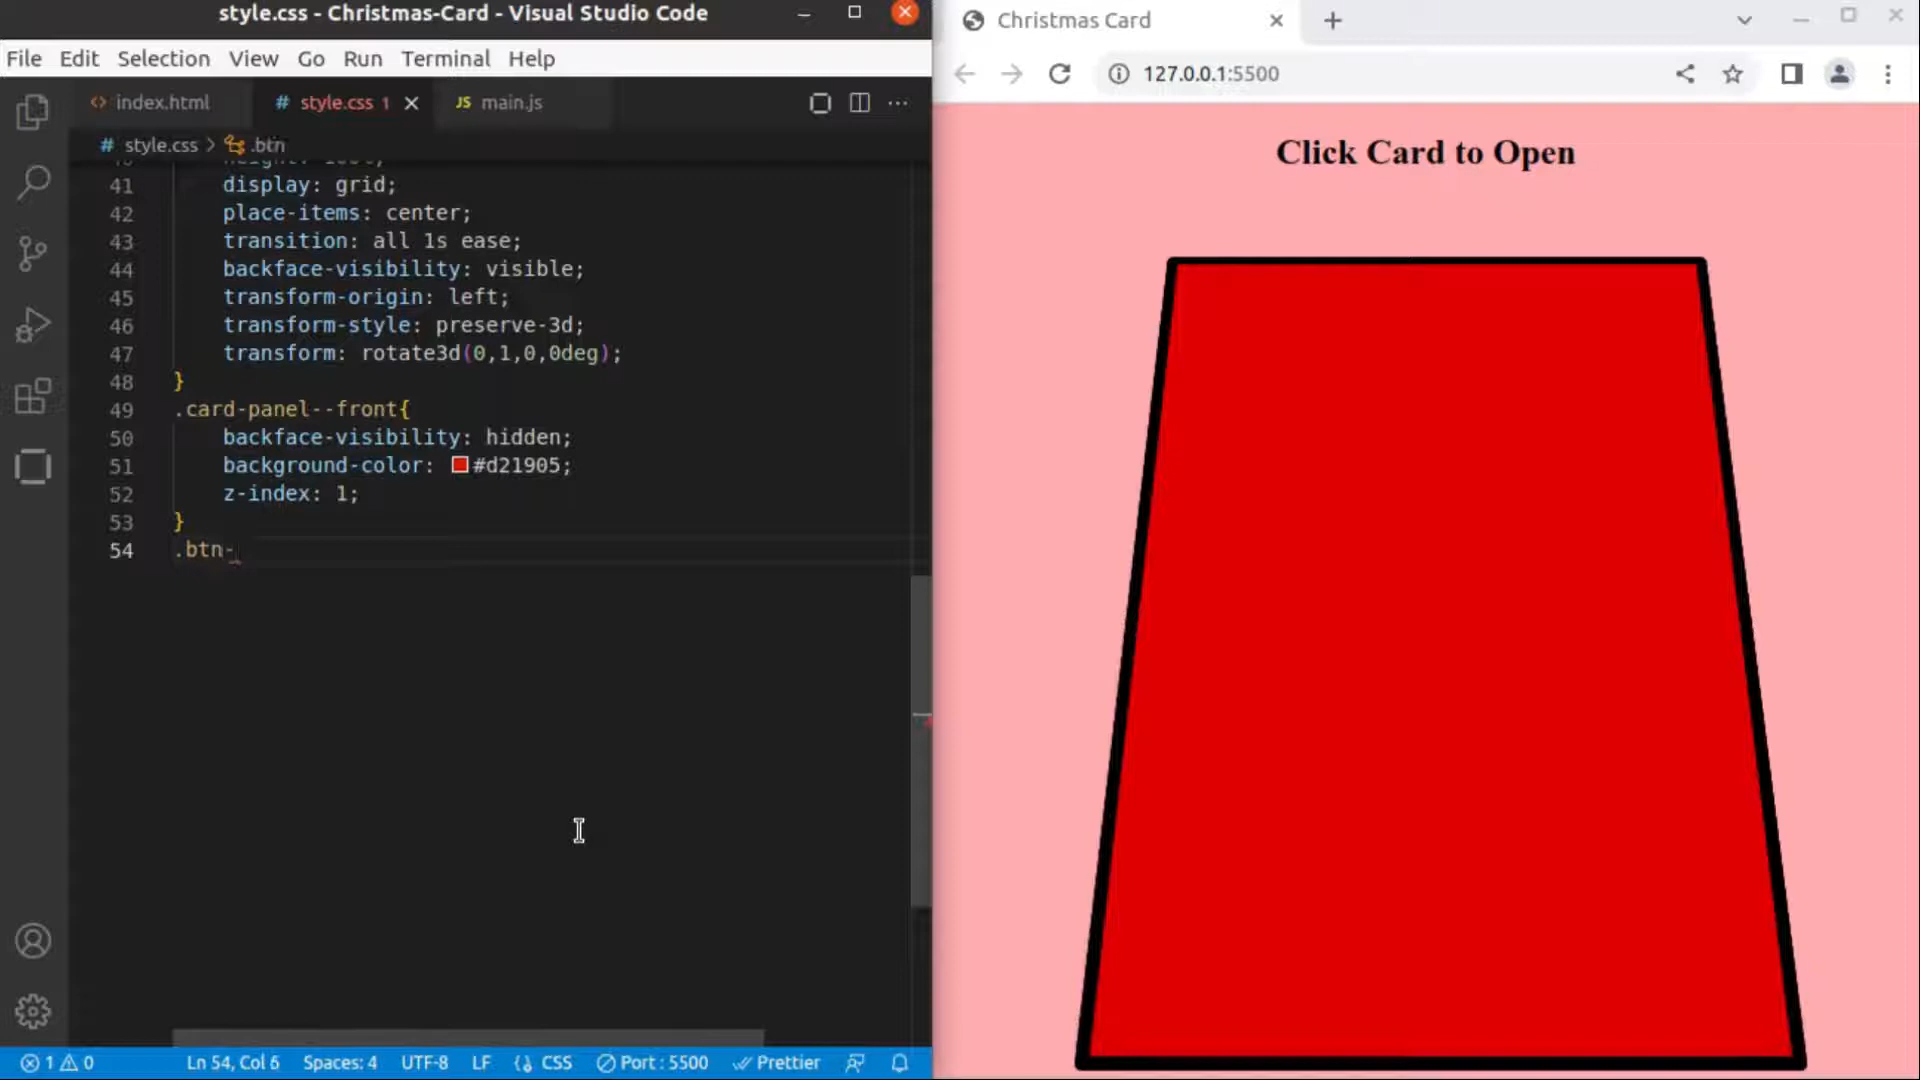 style.css - Christmas-Card - Visual Studio Code
File Edit Selection View Go Run Terminal Help
<> index.html # style.css 1 JS main.js
# style.css > .btn
41 display: grid;
42 place-items: center;
43 transition: all 1s ease;
44 backface-visibility: visible;
45 transform-origin: left;
46 transform-style: preserve-3d;
47 transform: rotate3d(0,1,0,0deg);
48 }
49 .card-panel--front{
50 backface-visibility: hidden;
51 background-color: #d21905;
52 z-index: 1;
53 }
54 .btn-
1 0 Ln 54, Col 6 Spaces: 4 UTF-8 LF {} CSS Port : 5500 Prettier
Christmas Card
127.0.0.1:5500
Click Card to Open